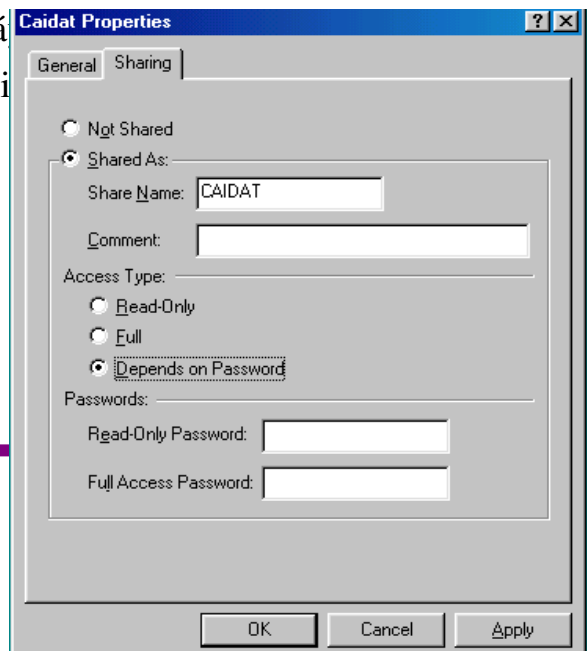 á
i
Caidat Properties
General Sharing
Not Shared
Shared As:
Share Name: CAIDAT
Comment:
Access Type:
Read-Only
Full
Depends on Password
Passwords:
Read-Only Password:
Full Access Password:
OK Cancel Apply